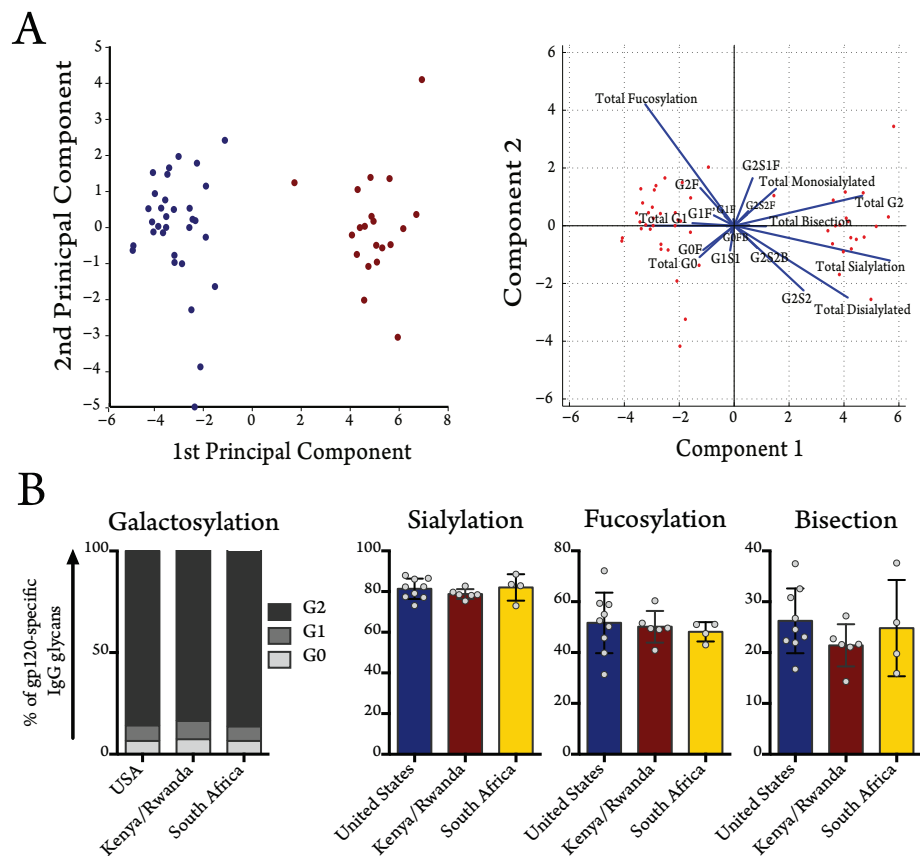 A
2nd Prinicpal Component
5
4
3
2
1
0
−1
−2
−3
−4
−5
−6 −4 −2 0 2 4 6 8
1st Principal Component
Component 2
6
4
2
0
−2
−4
−6
−6 −4 −2 0 2 4 6
Component 1
Total Fucosylation
G2S1F
G2F
Total Monosialylated
Total G2
G2S2F
G1F'
G1F
Total G1
Total Bisection
G0F
G1S1
G2S2B
Total G0
Total Sialylation
G2S2
Total Disialylated
B
% of gp120-specific
IgG glycans
Galactosylation
100
50
0
USA
Kenya/Rwanda
South Africa
G2
G1
G0
Sialylation
100
80
60
40
20
0
United States
Kenya/Rwanda
South Africa
Fucosylation
80
60
40
20
0
United States
Kenya/Rwanda
South Africa
Bisection
40
30
20
10
0
United States
Kenya/Rwanda
South Africa